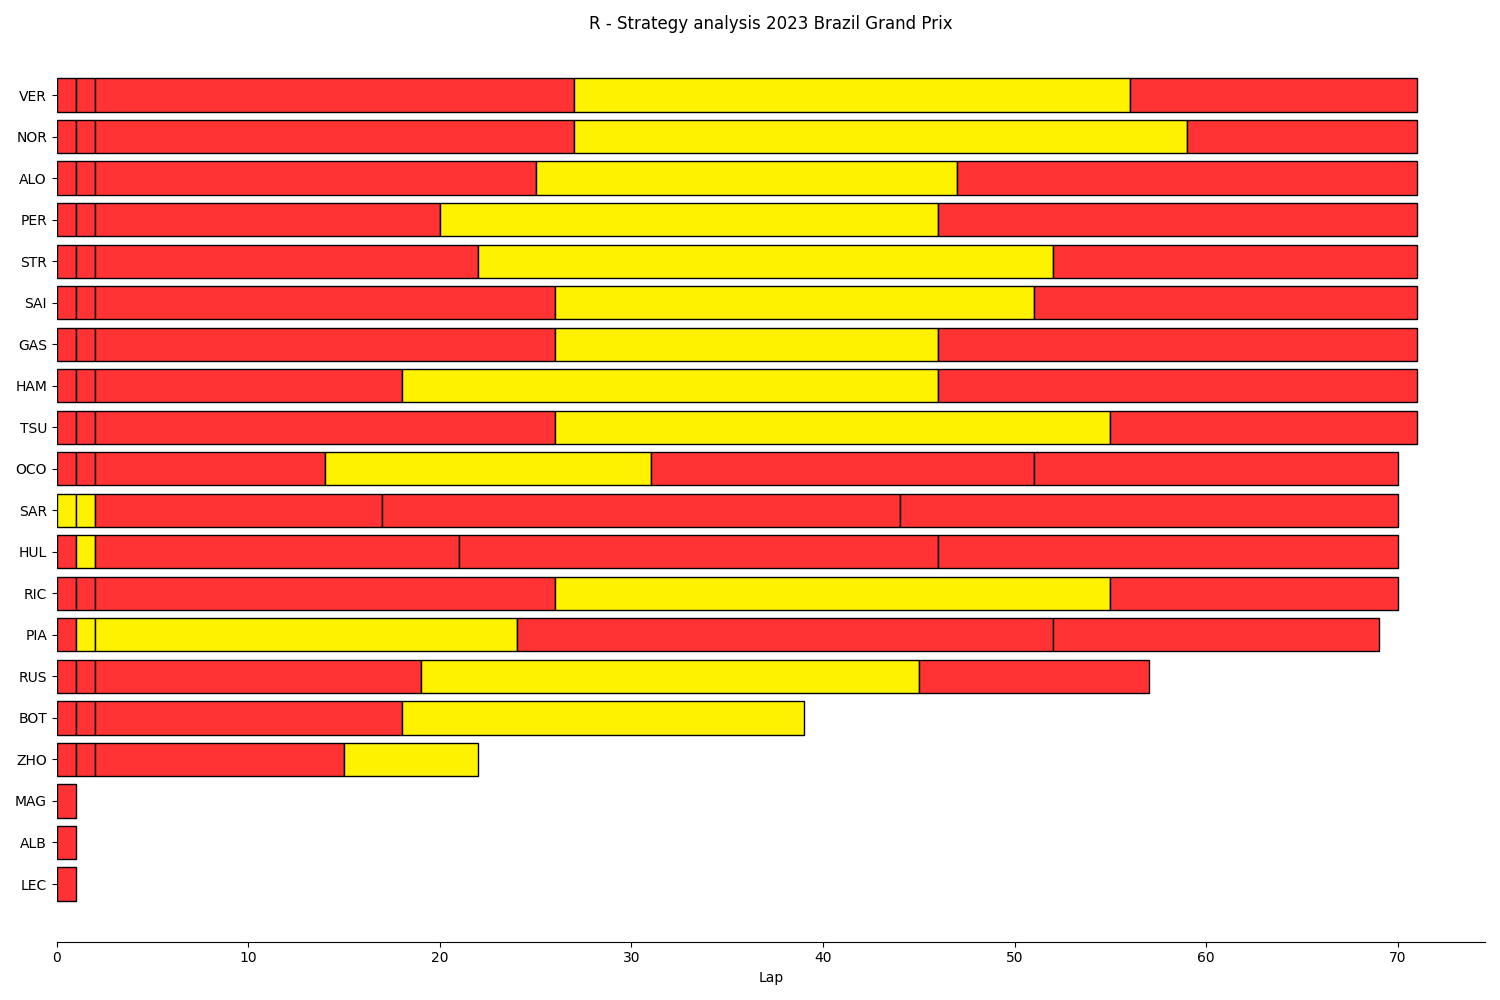 R - Strategy analysis 2023 Brazil Grand Prix
VER
NOR
ALO
PER
STR
SAI
GAS
HAM
TSU
OCO
SAR
HUL
RIC
PIA
RUS
BOT
ZHO
MAG
ALB
LEC
0 10 20 30 40 50 60 70
Lap